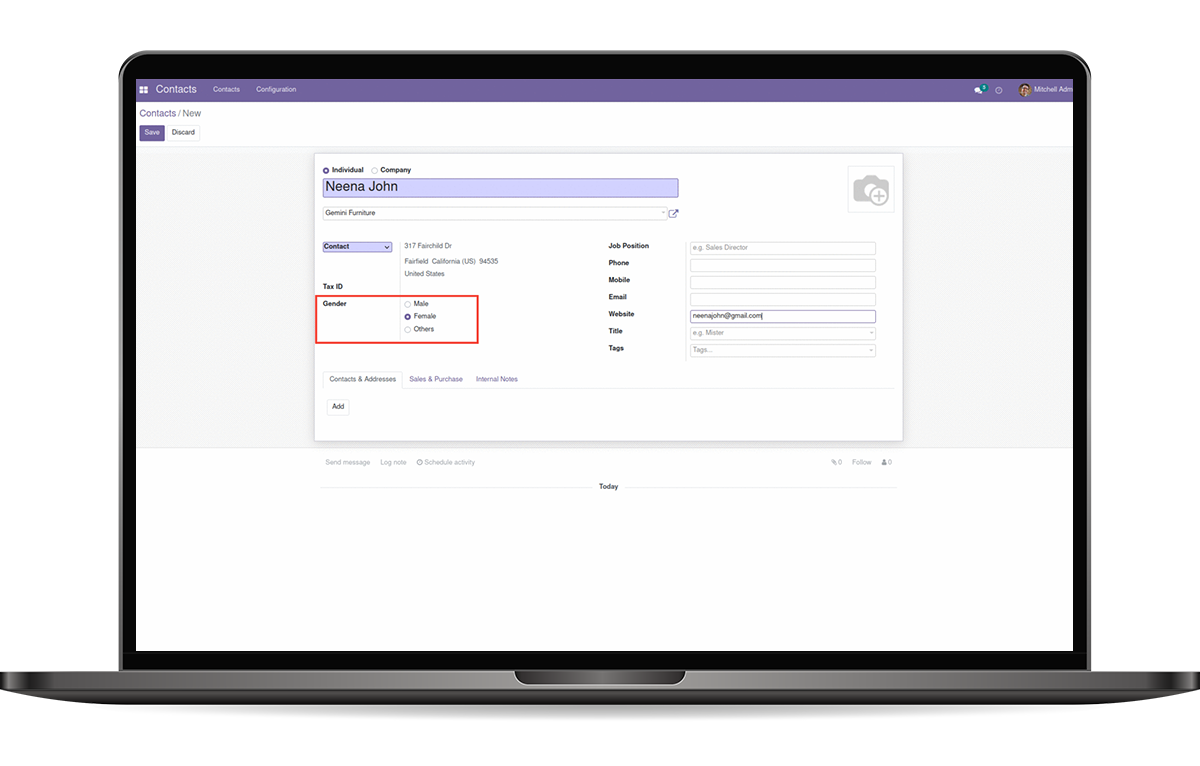 Contacts Contacts Configuration 3 Mitchell Adm
Contacts / New
Save Discard
Individual Company
Neena John
Gemini Furniture
Contact 317 Fairchild Dr
Fairfield California (US) 94535
United States
Tax ID
Gender Male
Female
Others
Job Position e.g. Sales Director
Phone
Mobile
Email
Website neenajohn@gmail.com
Title e.g. Mister
Tags Tags...
Contacts & Addresses Sales & Purchase Internal Notes
Add
Send message Log note Schedule activity 0 Follow 0
Today